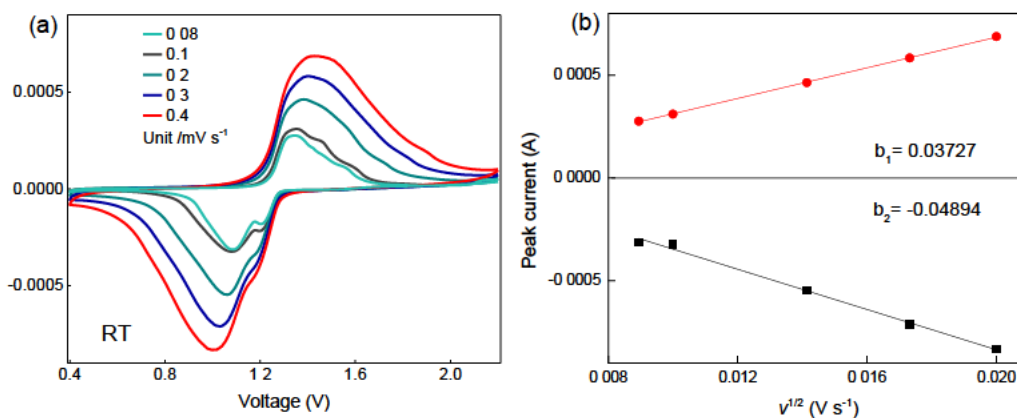 (a)
0 08
0.1
0 2
0 3
0.4
Unit /mV s⁻¹
0.0005
0.0000
-0.0005
RT
0.4 0.8 1.2 1.6 2.0
Voltage (V)
(b)
0 0005
0 0000
-0 0005
Peak current (A)
b₁= 0.03727
b₂= -0.04894
0 008 0.012 0.016 0.020
v¹/² (V s⁻¹)